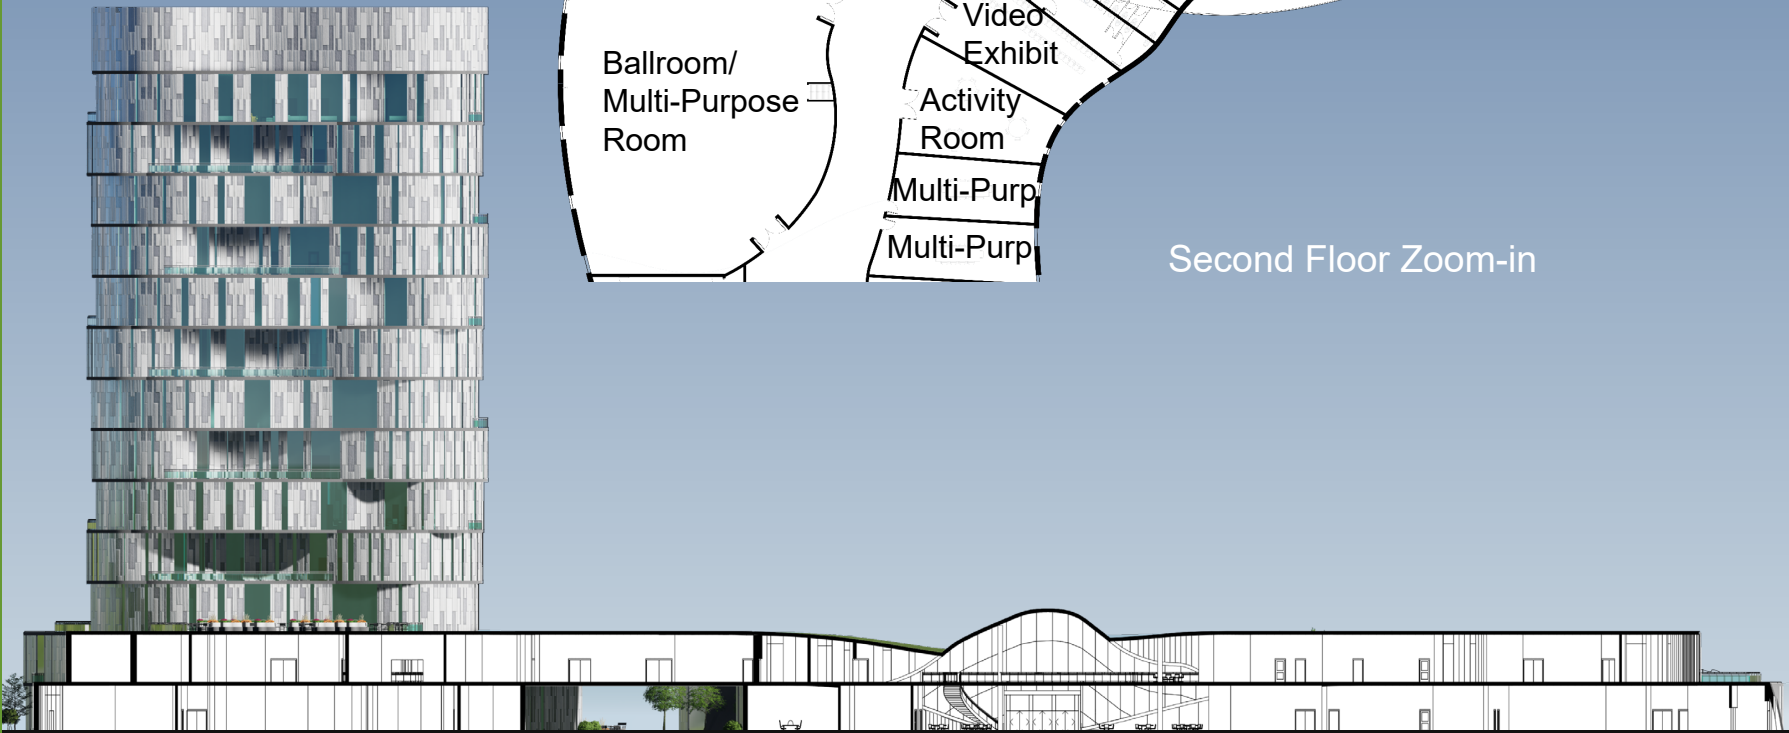 Video
Exhibit
Ballroom/
Multi-Purpose
Room
Activity
Room
Multi-Purp
Multi-Purp
Second Floor Zoom-in